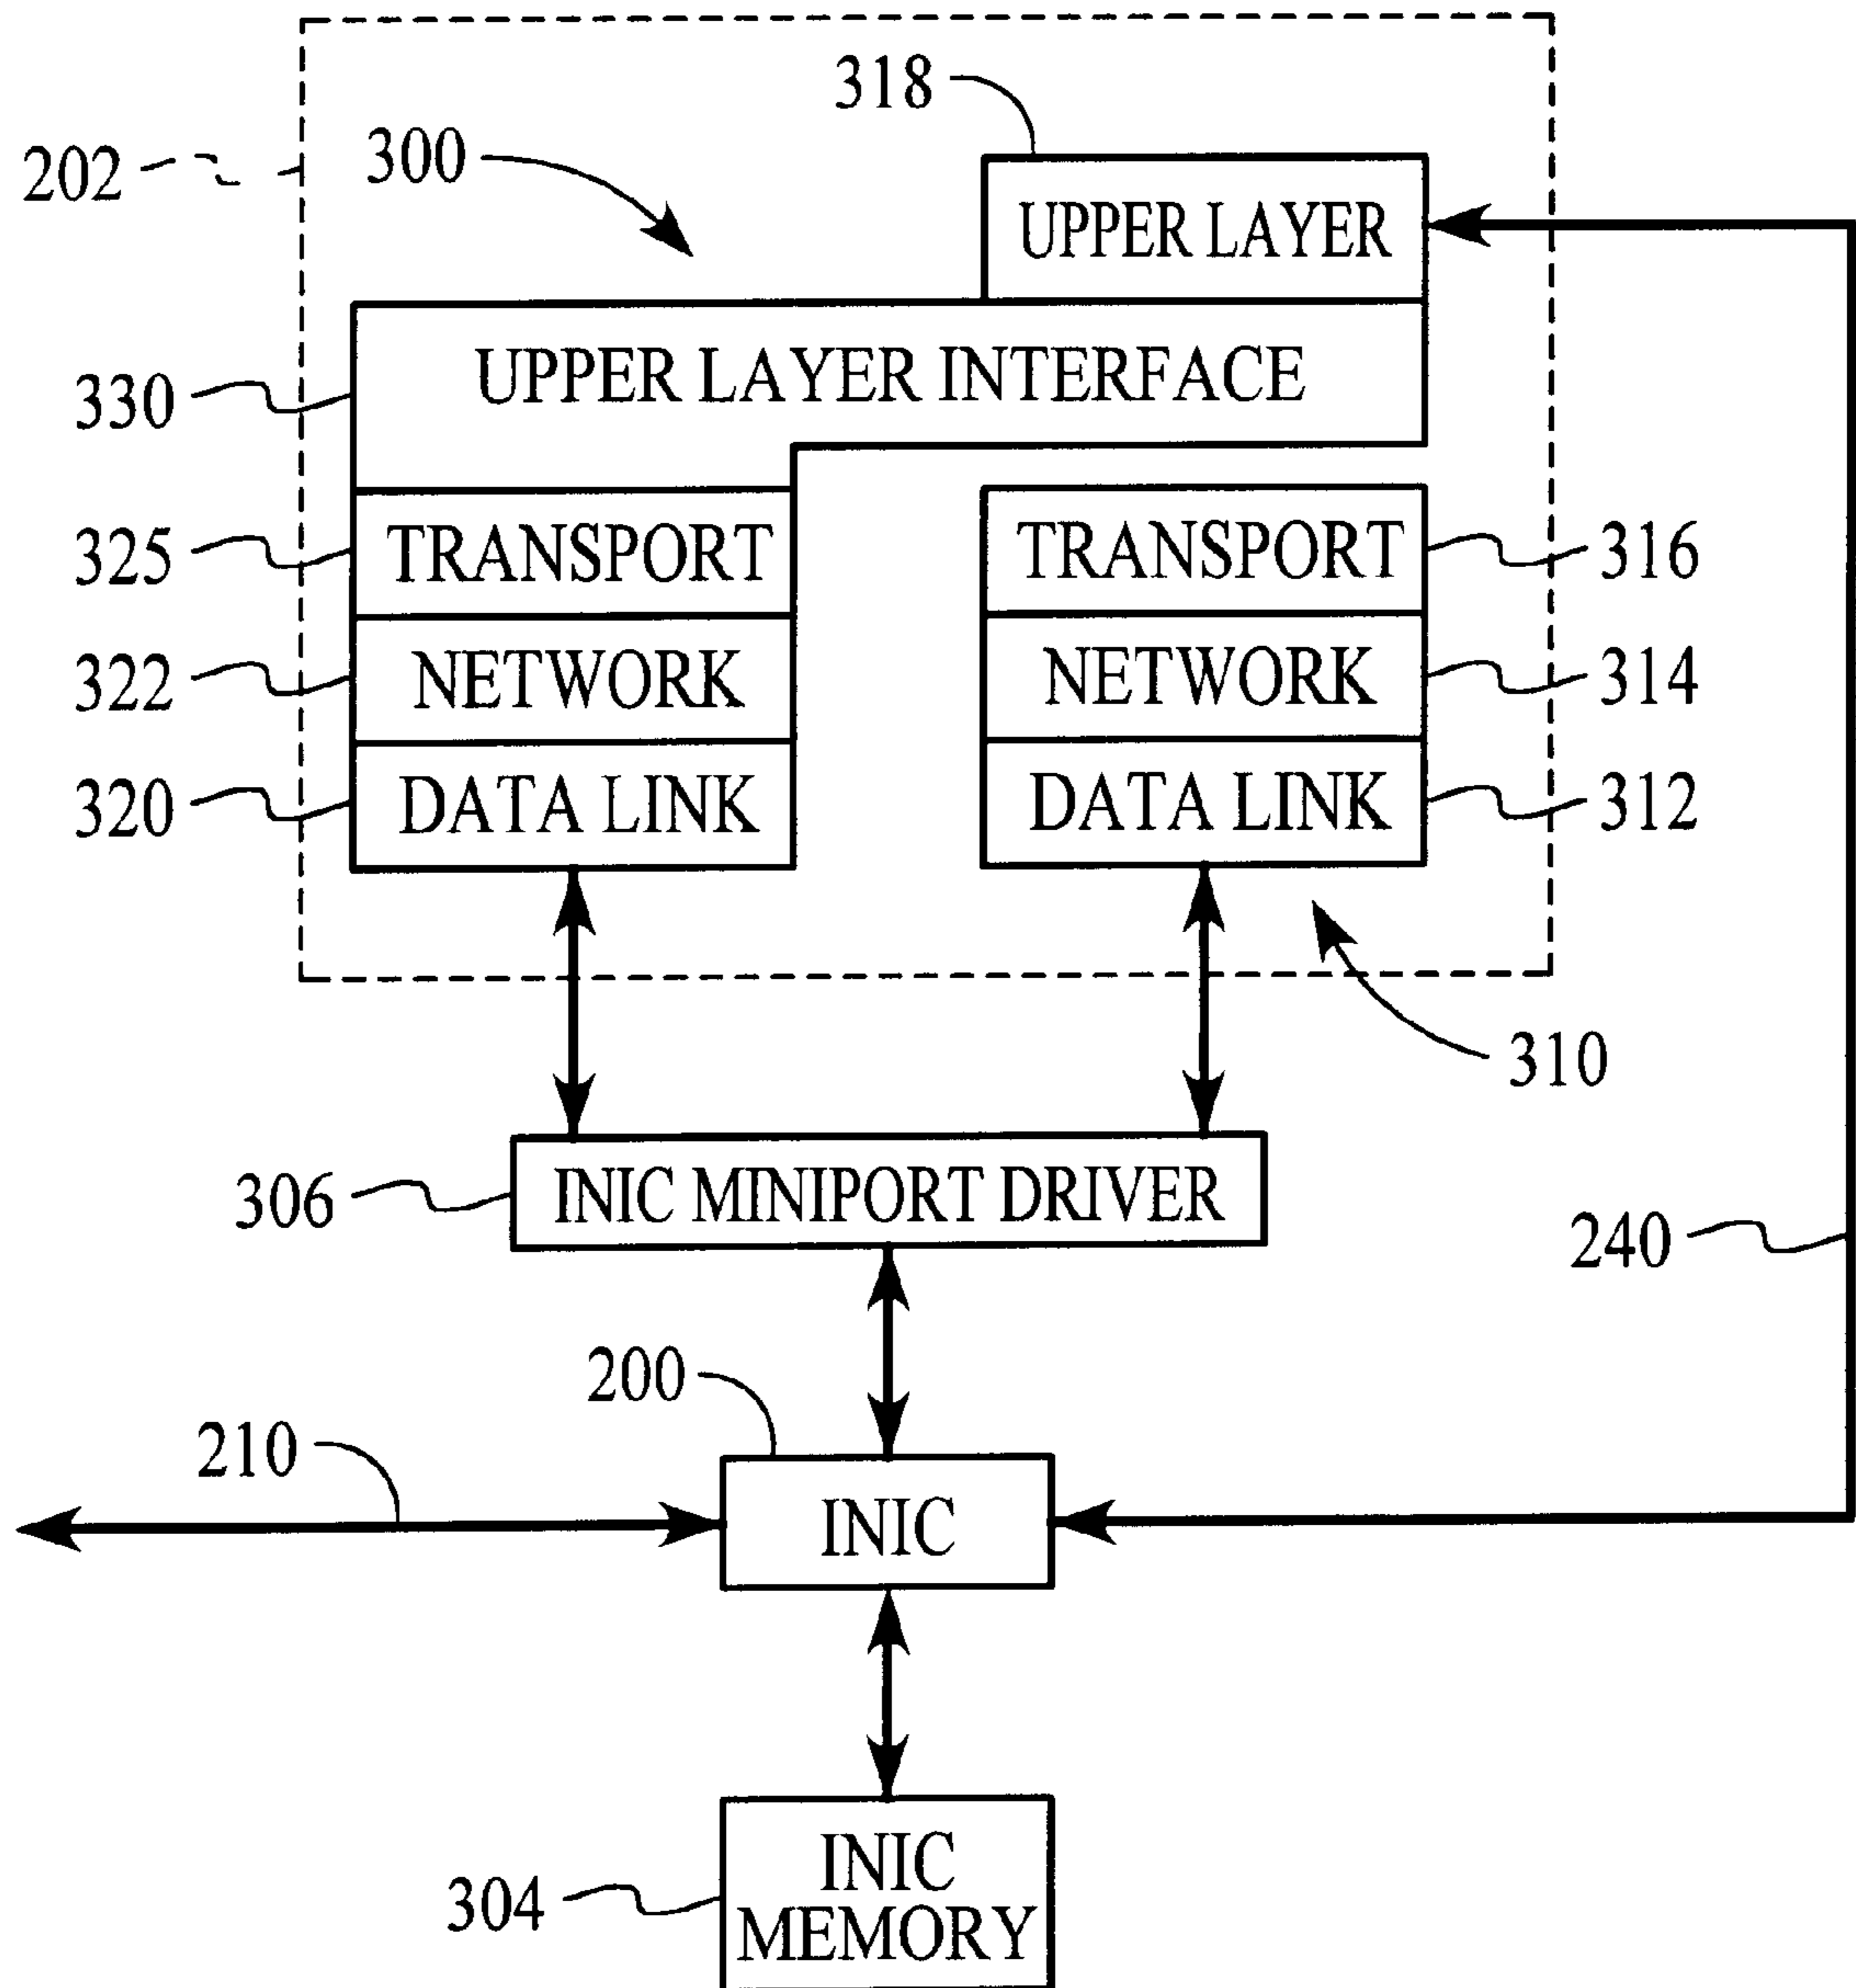 318
202
300
UPPER LAYER
UPPER LAYER INTERFACE
330
325
TRANSPORT
TRANSPORT
316
322
NETWORK
NETWORK
314
320
DATA LINK
DATA LINK
312
310
306
INIC MINIPORT DRIVER
240
200
210
INIC
INIC
MEMORY
304